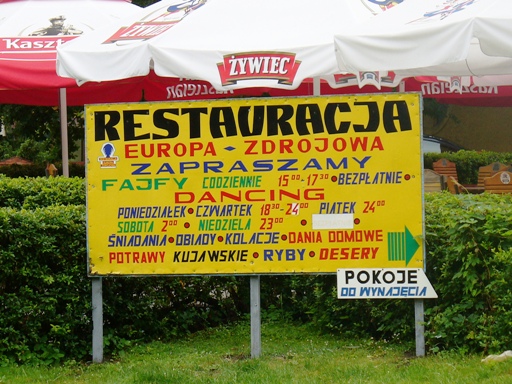 Kaszt
ŻYWIEC
RESTAURACJA
EUROPA - ZDROJOWA
ZAPRASZAMY
FAJFY CODZIENNIE 15⁰⁰-17³⁰ • BEZPŁATNIE •
DANCING
PONIEDZIAŁEK • CZWARTEK 18³⁰-24⁰⁰ PIĄTEK 24⁰⁰
SOBOTA 2⁰⁰ • NIEDZIELA 23⁰⁰ •
ŚNIADANIA • OBIADY • KOLACJE • DANIA DOMOWE
POTRAWY KUJAWSKIE • RYBY • DESERY
POKOJE
DO WYNAJĘCIA